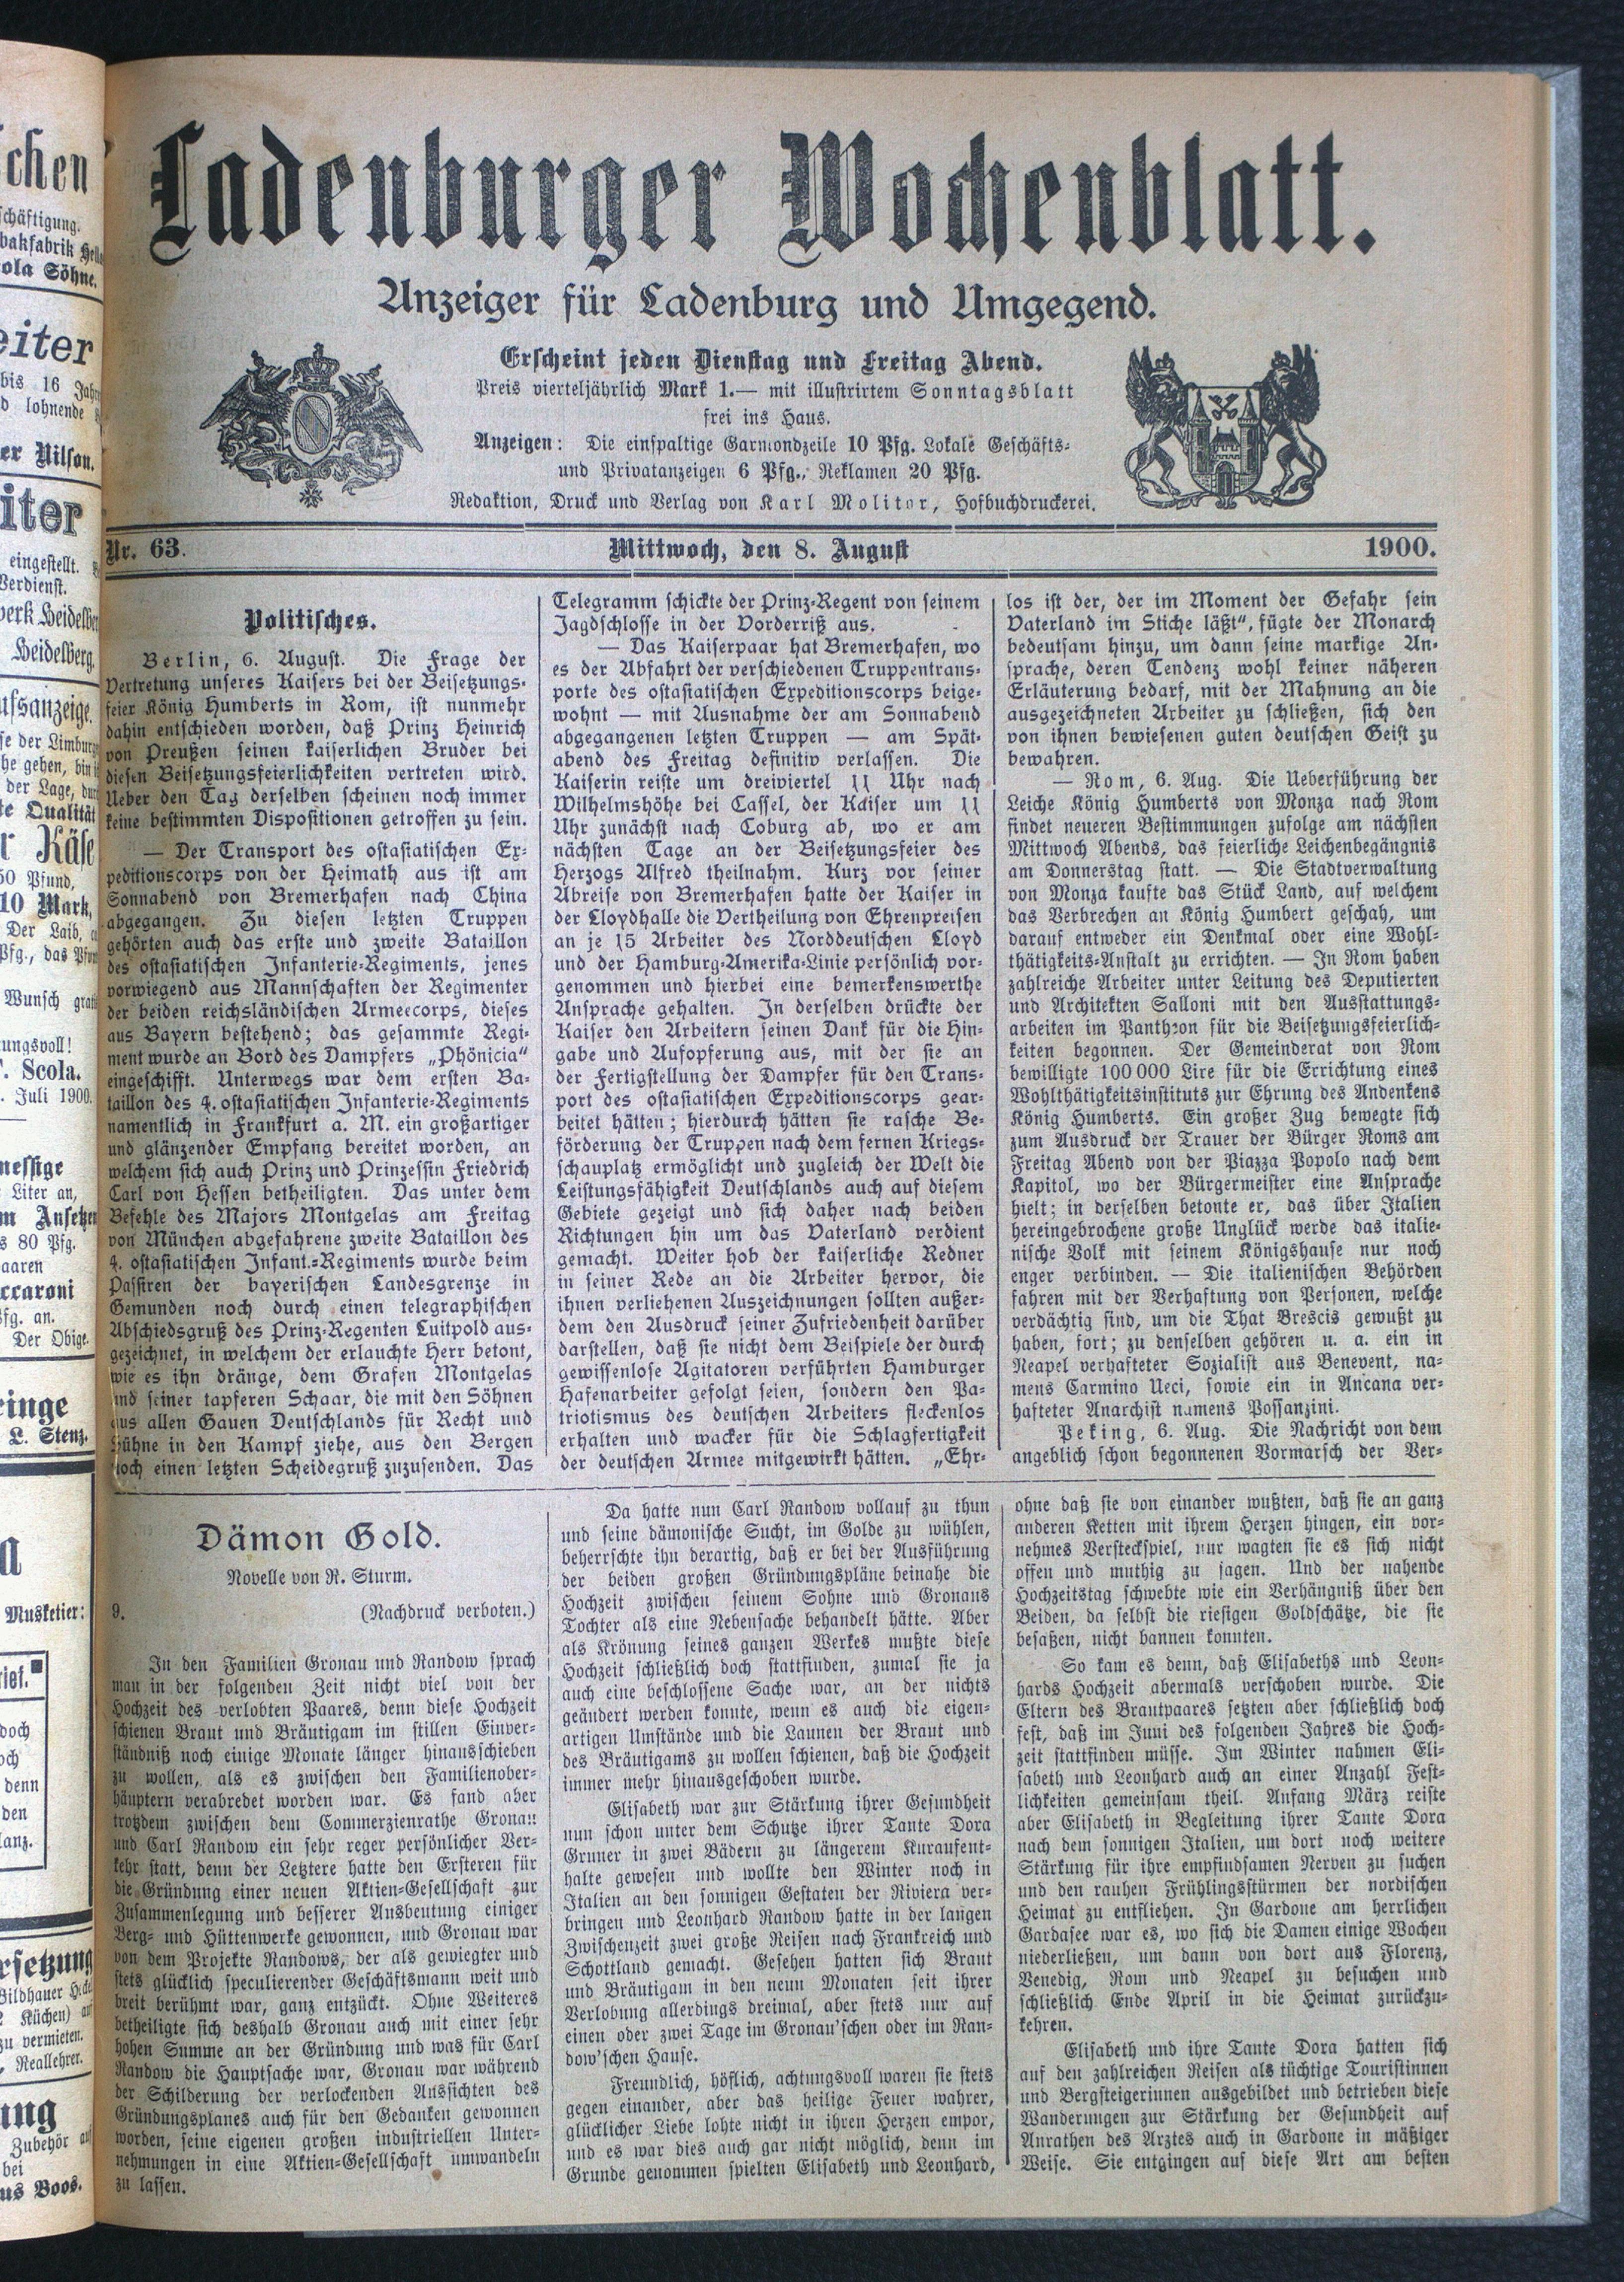 Ladenburger Wochenblatt.
Anzeiger für Ladenburg und Umgegend.
Erscheint jeden Dienstag und Freitag Abend.
Preis vierteljährlich Mark 1.— mit illustrirtem Sonntagsblatt
frei ins Haus.
Anzeigen: Die einspaltige Garmondzeile 10 Pfg. Lokale Geschäfts-
und Privatanzeigen 6 Pfg., Reklamen 20 Pfg.
Redaktion, Druck und Verlag von Karl Molitor, Hofbuchdruckerei.
Nr. 63. Mittwoch, den 8. August 1900.
Politisches.
Berlin, 6. August. Die Frage der
Vertretung unseres Kaisers bei der Beisetzungs-
feier König Humberts in Rom, ist nunmehr
dahin entschieden worden, daß Prinz Heinrich
von Preußen seinen kaiserlichen Bruder bei
diesen Beisetzungsfeierlichkeiten vertreten wird.
Ueber den Tag derselben scheinen noch immer
keine bestimmten Dispositionen getroffen zu sein.
— Der Transport des ostasiatischen Ex-
peditionscorps von der Heimath aus ist am
Sonnabend von Bremerhafen nach China
abgegangen. Zu diesen letzten Truppen
gehörten auch das erste und zweite Bataillon
des ostasiatischen Infanterie-Regiments, jenes
vorwiegend aus Mannschaften der Regimenter
der beiden reichsländischen Armeecorps, dieses
aus Bayern bestehend; das gesammte Regi-
ment wurde an Bord des Dampfers „Phönicia“
eingeschifft. Unterwegs war dem ersten Ba-
taillon des 4. ostasiatischen Infanterie-Regiments
namentlich in Frankfurt a. M. ein großartiger
und glänzender Empfang bereitet worden, an
welchem sich auch Prinz und Prinzessin Friedrich
Carl von Hessen betheiligten. Das unter dem
Befehle des Majors Montgelas am Freitag
von München abgefahrene zweite Bataillon des
4. ostasiatischen Infant.-Regiments wurde beim
Passiren der bayerischen Landesgrenze in
Gemunden noch durch einen telegraphischen
Abschiedsgruß des Prinz-Regenten Luitpold aus-
gezeichnet, in welchem der erlauchte Herr betont,
wie es ihn dränge, dem Grafen Montgelas
und seiner tapferen Schaar, die mit den Söhnen
aus allen Gauen Deutschlands für Recht und
Sühne in den Kampf ziehe, aus den Bergen
noch einen letzten Scheidegruß zuzusenden. Das
Telegramm schickte der Prinz-Regent von seinem
Jagdschlosse in der Vorderriß aus.
— Das Kaiserpaar hat Bremerhafen, wo
es der Abfahrt der verschiedenen Truppentrans-
porte des ostasiatischen Expeditionscorps beige-
wohnt — mit Ausnahme der am Sonnabend
abgegangenen letzten Truppen — am Spät-
abend des Freitag definitiv verlassen. Die
Kaiserin reiste um dreiviertel 11 Uhr nach
Wilhelmshöhe bei Cassel, der Kaiser um 11
Uhr zunächst nach Coburg ab, wo er am
nächsten Tage an der Beisetzungsfeier des
Herzogs Alfred theilnahm. Kurz vor seiner
Abreise von Bremerhafen hatte der Kaiser in
der Lloydhalle die Vertheilung von Ehrenpreisen
an je 15 Arbeiter des Norddeutschen Lloyd
und der Hamburg-Amerika-Linie persönlich vor-
genommen und hierbei eine bemerkenswerthe
Ansprache gehalten. In derselben drückte der
Kaiser den Arbeitern seinen Dank für die Hin-
gabe und Aufopferung aus, mit der sie an
der Fertigstellung der Dampfer für den Trans-
port des ostasiatischen Expeditionscorps gear-
beitet hätten; hierdurch hätten sie rasche Be-
förderung der Truppen nach dem fernen Kriegs-
schauplatz ermöglicht und zugleich der Welt die
Leistungsfähigkeit Deutschlands auch auf diesem
Gebiete gezeigt und sich daher nach beiden
Richtungen hin um das Vaterland verdient
gemacht. Weiter hob der kaiserliche Redner
in seiner Rede an die Arbeiter hervor, die
ihnen verliehenen Auszeichnungen sollten außer-
dem den Ausdruck seiner Zufriedenheit darüber
darstellen, daß sie nicht dem Beispiele der durch
gewissenlose Agitatoren verführten Hamburger
Hafenarbeiter gefolgt seien, sondern den Pa-
triotismus des deutschen Arbeiters fleckenlos
erhalten und wacker für die Schlagfertigkeit
der deutschen Armee mitgewirkt hätten. „Ehr-
los ist der, der im Moment der Gefahr sein
Vaterland im Stiche läßt“, fügte der Monarch
bedeutsam hinzu, um dann seine markige An-
sprache, deren Tendenz wohl keiner näheren
Erläuterung bedarf, mit der Mahnung an die
ausgezeichneten Arbeiter zu schließen, sich den
von ihnen bewiesenen guten deutschen Geist zu
bewahren.
— Rom, 6. Aug. Die Ueberführung der
Leiche König Humberts von Monza nach Rom
findet neueren Bestimmungen zufolge am nächsten
Mittwoch Abends, das feierliche Leichenbegängnis
am Donnerstag statt. — Die Stadtverwaltung
von Monza kaufte das Stück Land, auf welchem
das Verbrechen an König Humbert geschah, um
darauf entweder ein Denkmal oder eine Wohl-
thätigkeits-Anstalt zu errichten. — In Rom haben
zahlreiche Arbeiter unter Leitung des Deputierten
und Architekten Salloni mit den Ausstattungs-
arbeiten im Pantheon für die Beisetzungsfeierlich-
keiten begonnen. Der Gemeinderat von Rom
bewilligte 100 000 Lire für die Errichtung eines
Wohlthätigkeitsinstituts zur Ehrung des Andenkens
König Humberts. Ein großer Zug bewegte sich
zum Ausdruck der Trauer der Bürger Roms am
Freitag Abend von der Piazza Popolo nach dem
Kapitol, wo der Bürgermeister eine Ansprache
hielt; in derselben betonte er, das über Italien
hereingebrochene große Unglück werde das italie-
nische Volk mit seinem Königshause nur noch
enger verbinden. — Die italienischen Behörden
fahren mit der Verhaftung von Personen, welche
verdächtig sind, um die That Brescis gewußt zu
haben, fort; zu denselben gehören u. a. ein in
Neapel verhafteter Sozialist aus Benevent, na-
mens Carmino Ueci, sowie ein in Ancana ver-
hafteter Anarchist namens Possanzini.
Peking, 6. Aug. Die Nachricht von dem
angeblich schon begonnenen Vormarsch der Ver-
Dämon Gold.
Novelle von R. Sturm.
9. (Nachdruck verboten.)
In den Familien Gronau und Randow sprach
man in der folgenden Zeit nicht viel von der
Hochzeit des verlobten Paares, denn diese Hochzeit
schienen Braut und Bräutigam im stillen Einver-
ständniß noch einige Monate länger hinausschieben
zu wollen, als es zwischen den Familienober-
häuptern verabredet worden war. Es fand aber
trotzdem zwischen dem Commerzienrathe Gronau
und Carl Randow ein sehr reger persönlicher Ver-
kehr statt, denn der Letztere hatte den Ersteren für
die Gründung einer neuen Aktien-Gesellschaft zur
Zusammenlegung und besserer Ausbeutung einiger
Berg- und Hüttenwerke gewonnen, und Gronau war
von dem Projekte Randows, der als gewiegter und
stets glücklich speculierender Geschäftsmann weit und
breit berühmt war, ganz entzückt. Ohne Weiteres
betheiligte sich deshalb Gronau auch mit einer sehr
hohen Summe an der Gründung und was für Carl
Randow die Hauptsache war, Gronau war während
der Schilderung der verlockenden Aussichten des
Gründungsplanes auch für den Gedanken gewonnen
worden, seine eigenen großen industriellen Unter-
nehmungen in eine Aktien-Gesellschaft umwandeln
zu lassen.
Da hatte nun Carl Randow vollauf zu thun
und seine dämonische Sucht, im Golde zu wühlen,
beherrschte ihn derartig, daß er bei der Ausführung
der beiden großen Gründungspläne beinahe die
Hochzeit zwischen seinem Sohne und Gronaus
Tochter als eine Nebensache behandelt hätte. Aber
als Krönung seines ganzen Werkes mußte diese
Hochzeit schließlich doch stattfinden, zumal sie ja
auch eine beschlossene Sache war, an der nichts
geändert werden konnte, wenn es auch die eigen-
artigen Umstände und die Launen der Braut und
des Bräutigams zu wollen schienen, daß die Hochzeit
immer mehr hinausgeschoben wurde.
Elisabeth war zur Stärkung ihrer Gesundheit
nun schon unter dem Schutze ihrer Tante Dora
Gruner in zwei Bädern zu längerem Kuraufent-
halte gewesen und wollte den Winter noch in
Italien an den sonnigen Gestaten der Riviera ver-
bringen und Leonhard Randow hatte in der langen
Zwischenzeit zwei große Reisen nach Frankreich und
Schottland gemacht. Gesehen hatten sich Braut
und Bräutigam in den neun Monaten seit ihrer
Verlobung allerdings dreimal, aber stets nur auf
einen oder zwei Tage im Gronau'schen oder im Ran-
dow'schen Hause.
Freundlich, höflich, achtungsvoll waren sie stets
gegen einander, aber das heilige Feuer wahrer,
glücklicher Liebe lohte nicht in ihren Herzen empor,
und es war dies auch gar nicht möglich, denn im
Grunde genommen spielten Elisabeth und Leonhard,
ohne daß sie von einander wußten, daß sie an ganz
anderen Ketten mit ihrem Herzen hingen, ein vor-
nehmes Versteckspiel, nur wagten sie es sich nicht
offen und muthig zu sagen. Und der nahende
Hochzeitstag schwebte wie ein Verhängniß über den
Beiden, da selbst die riesigen Goldschätze, die sie
besaßen, nicht bannen konnten.
So kam es denn, daß Elisabeths und Leon-
hards Hochzeit abermals verschoben wurde. Die
Eltern des Brautpaares setzten aber schließlich doch
fest, daß im Juni des folgenden Jahres die Hoch-
zeit stattfinden müsse. Im Winter nahmen Eli-
sabeth und Leonhard auch an einer Anzahl Fest-
lichkeiten gemeinsam theil. Anfang März reiste
aber Elisabeth in Begleitung ihrer Tante Dora
nach dem sonnigen Italien, um dort noch weitere
Stärkung für ihre empfindsamen Nerven zu suchen
und den rauhen Frühlingsstürmen der nordischen
Heimat zu entfliehen. In Gardone am herrlichen
Gardasee war es, wo sich die Damen einige Wochen
niederließen, um dann von dort aus Florenz,
Venedig, Rom und Neapel zu besuchen und
schließlich Ende April in die Heimat zurückzu-
kehren.
Elisabeth und ihre Tante Dora hatten sich
auf den zahlreichen Reisen als tüchtige Touristinnen
und Bergsteigerinnen ausgebildet und betrieben diese
Wanderungen zur Stärkung der Gesundheit auf
Anrathen des Arztes auch in Gardone in mäßiger
Weise. Sie entgingen auf diese Art am besten